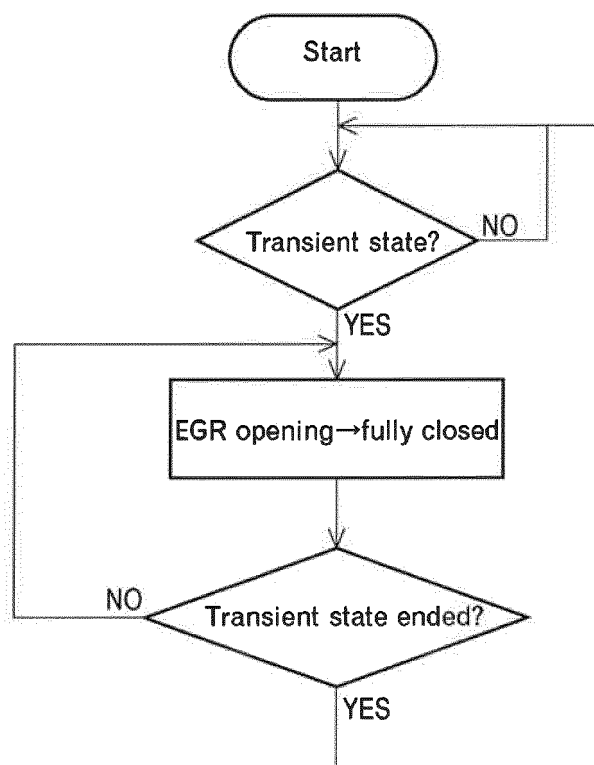 Start
Transient state?
NO
YES
EGR opening→fully closed
NO
Transient state ended?
YES